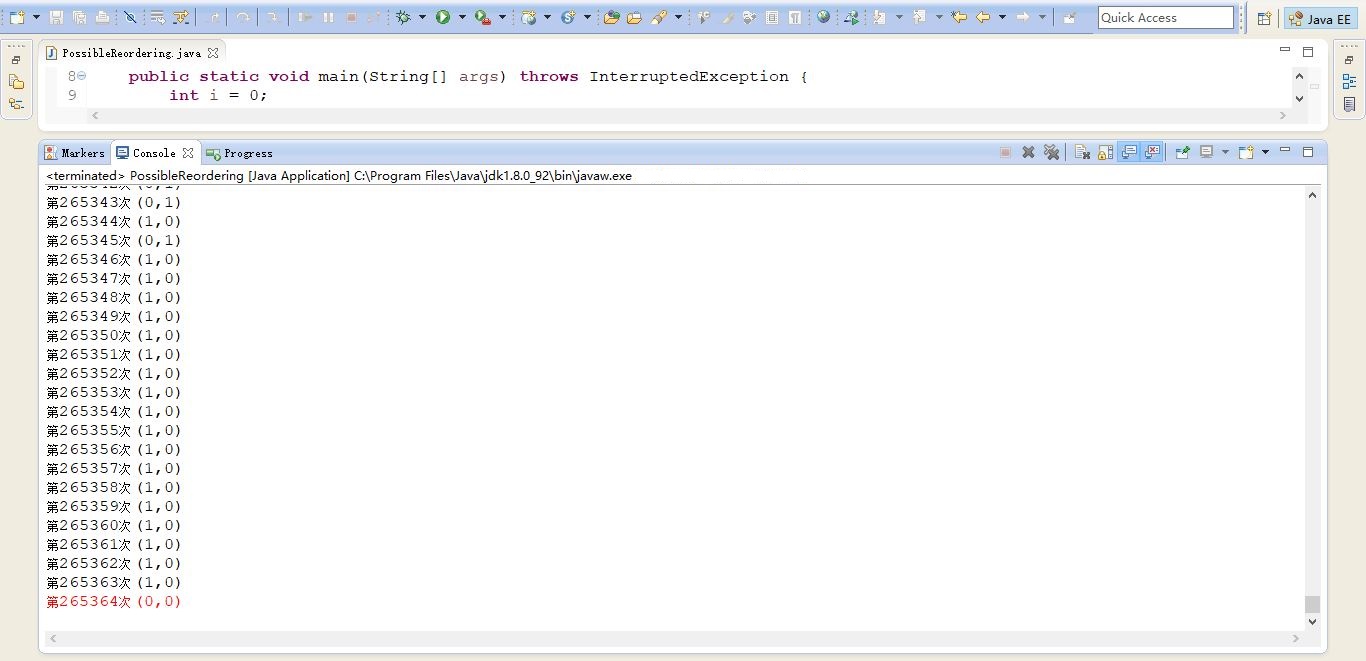 Quick Access
Java EE
PossibleReordering.java
8 public static void main(String[] args) throws InterruptedException {
9 int i = 0;
Markers Console Progress
<terminated> PossibleReordering [Java Application] C:\Program Files\Java\jdk1.8.0_92\bin\javaw.exe
第265343次 (0,1)
第265344次 (1,0)
第265345次 (0,1)
第265346次 (1,0)
第265347次 (1,0)
第265348次 (1,0)
第265349次 (1,0)
第265350次 (1,0)
第265351次 (1,0)
第265352次 (1,0)
第265353次 (1,0)
第265354次 (1,0)
第265355次 (1,0)
第265356次 (1,0)
第265357次 (1,0)
第265358次 (1,0)
第265359次 (1,0)
第265360次 (1,0)
第265361次 (1,0)
第265362次 (1,0)
第265363次 (1,0)
第265364次 (0,0)